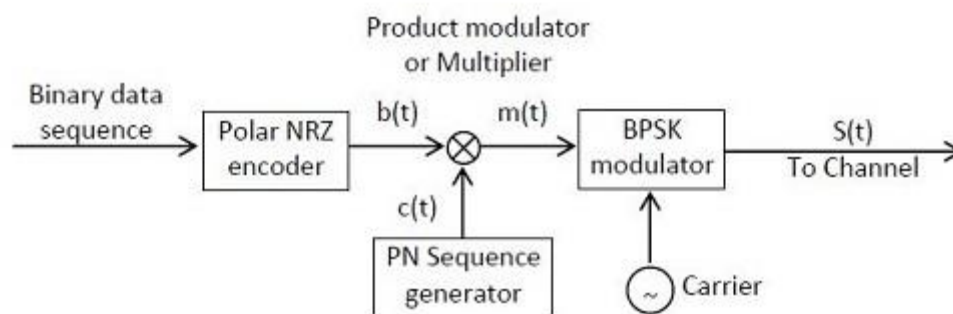 Product modulator
or Multiplier
Binary data
sequence
Polar NRZ
encoder
b(t)
m(t)
BPSK
modulator
S(t)
To Channel
c(t)
PN Sequence
generator
~
Carrier